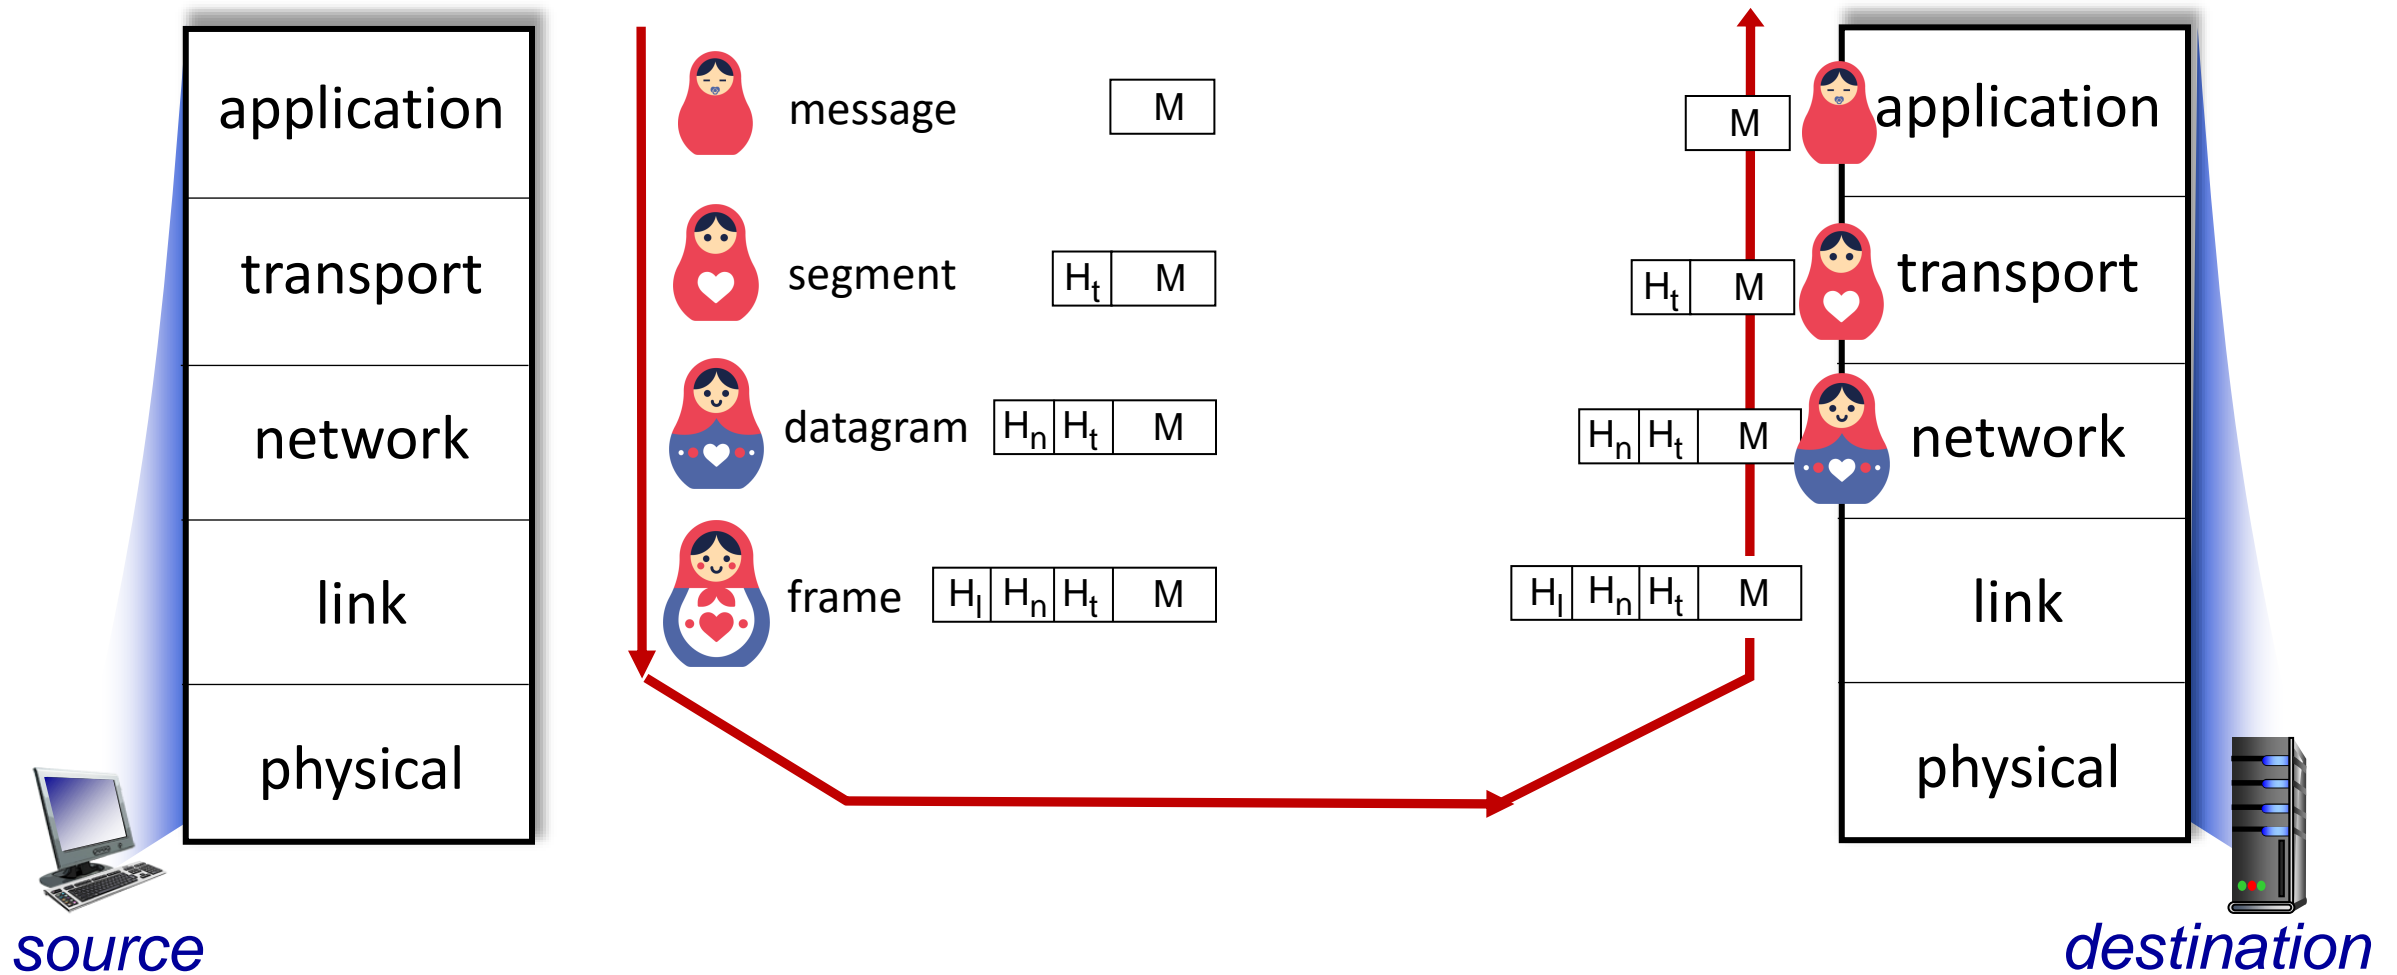 application
transport
network
link
physical
source
message M
segment Ht M
datagram Hn Ht M
frame Hl Hn Ht M
M
Ht M
Hn Ht M
Hl Hn Ht M
application
transport
network
link
physical
destination